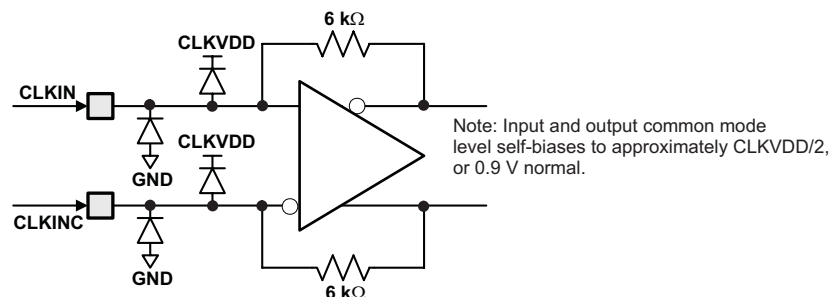 6 kΩ
CLKVDD
CLKIN
CLKVDD
GND
Note: Input and output common mode
level self-biases to approximately CLKVDD/2,
or 0.9 V normal.
CLKINC
GND
6 kΩ